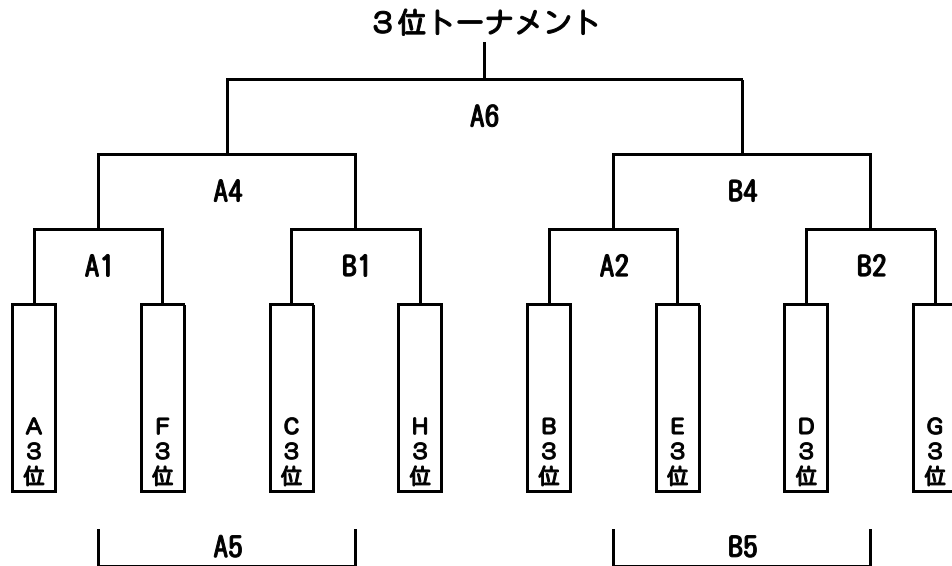 3位トーナメント
A6
A4 B4
A1 B1 A2 B2
A3位 F3位 C3位 H3位 B3位 E3位 D3位 G3位
A5 B5